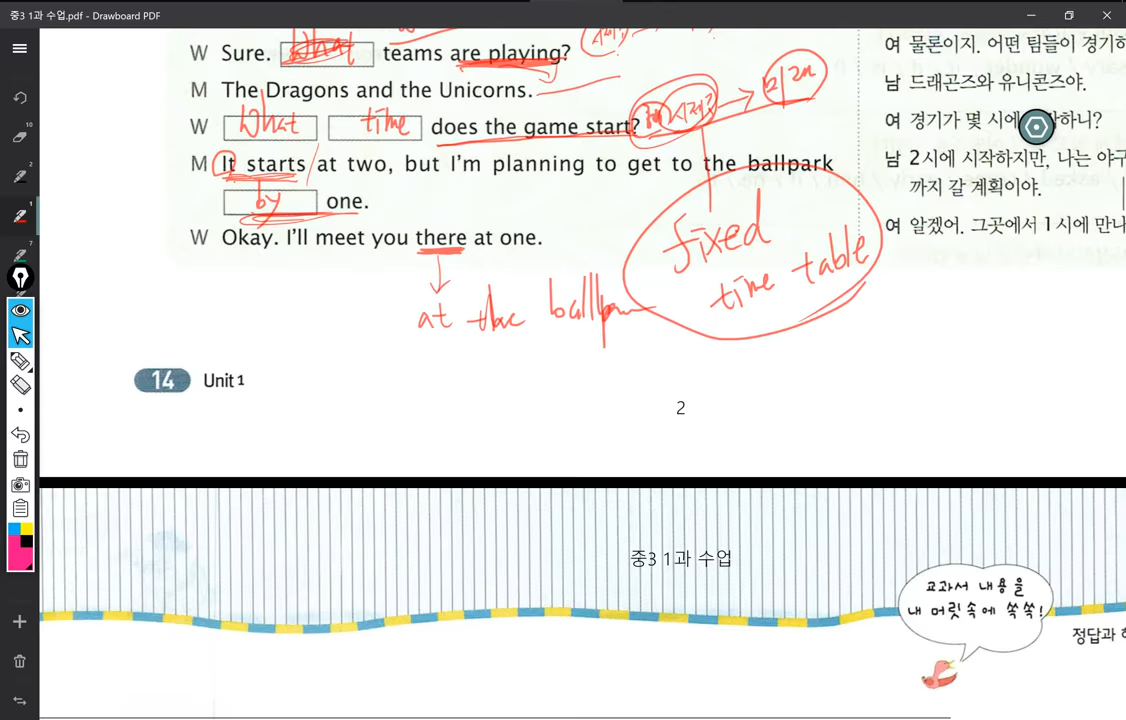 중3 1과 수업.pdf - Drawboard PDF
W Sure. What teams are playing?
M The Dragons and the Unicorns.
W What time does the game start?
M It starts at two, but I'm planning to get to the ballpark
by one.
W Okay. I'll meet you there at one.
fixed
time table
at the
여 물론이지. 어떤 팀들이 경기하
남 드래곤즈와 유니콘즈야.
여 경기가 몇 시에 하니?
남 2시에 시작하지만, 나는 야구
까지 갈 계획이야.
여 알겠어. 그곳에서 1시에 만나
14 Unit 1
2
중3 1과 수업
교과서 내용을
내 머릿속에 쏙쏙!
정답과
10
2
1
7